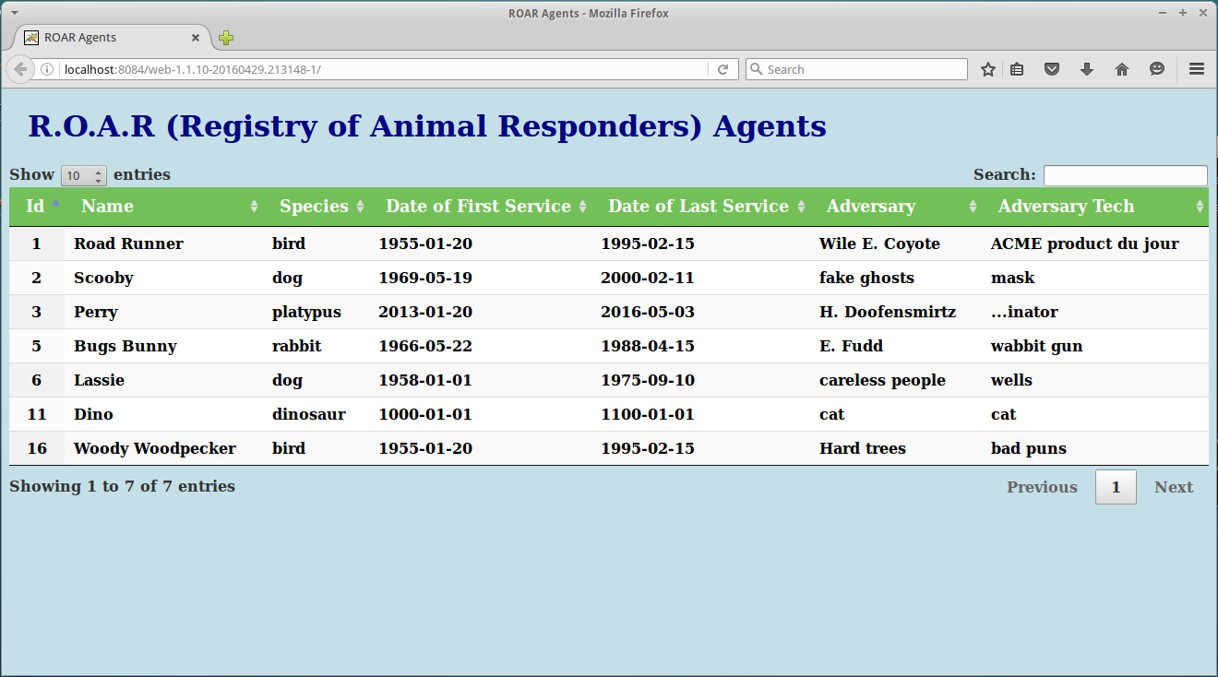 ROAR Agents - Mozilla Firefox
ROAR Agents
localhost:8084/web-1.1.10-20160429.213148-1/ Search
R.O.A.R (Registry of Animal Responders) Agents
Show 10 entries Search:
Id Name Species Date of First Service Date of Last Service Adversary Adversary Tech
1 Road Runner bird 1955-01-20 1995-02-15 Wile E. Coyote ACME product du jour
2 Scooby dog 1969-05-19 2000-02-11 fake ghosts mask
3 Perry platypus 2013-01-20 2016-05-03 H. Doofensmirtz ...inator
5 Bugs Bunny rabbit 1966-05-22 1988-04-15 E. Fudd wabbit gun
6 Lassie dog 1958-01-01 1975-09-10 careless people wells
11 Dino dinosaur 1000-01-01 1100-01-01 cat cat
16 Woody Woodpecker bird 1955-01-20 1995-02-15 Hard trees bad puns
Showing 1 to 7 of 7 entries Previous 1 Next